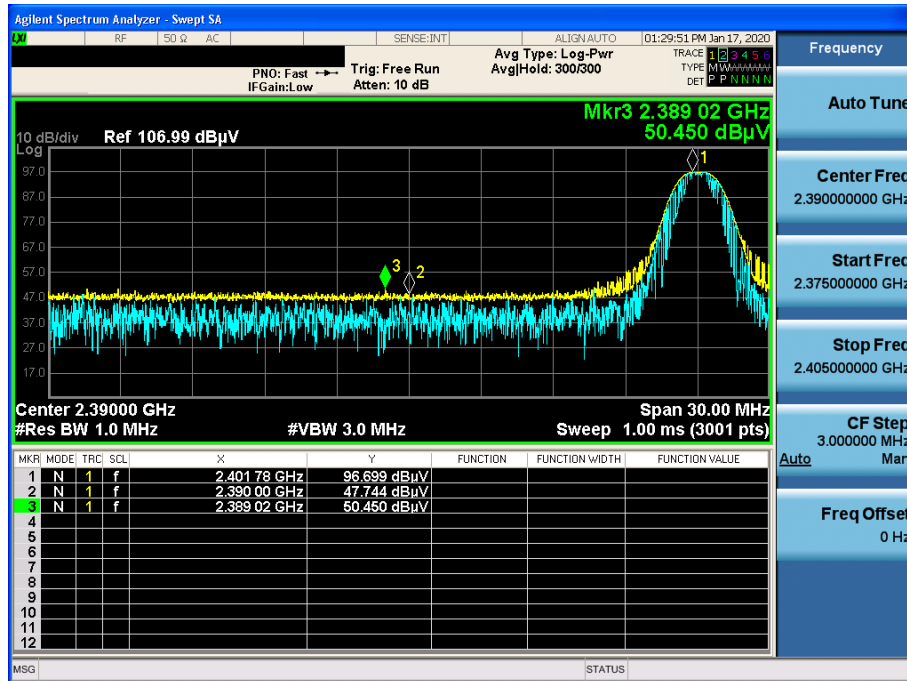 Agilent Spectrum Analyzer - Swept SA
LXI RF 50 Ω AC SENSE:INT ALIGN AUTO 01:29:51 PM Jan 17, 2020
PNO: Fast
IFGain:Low
Trig: Free Run
Atten: 10 dB
Avg Type: Log-Pwr
Avg|Hold: 300/300
TRACE 1 2 3 4 5 6
TYPE MWWWWW
DET P P N N N N
Mkr3 2.389 02 GHz
50.450 dBµV
10 dB/div Ref 106.99 dBµV
Log
97.0
87.0
77.0
67.0
57.0
47.0
37.0
27.0
17.0
1
3
2
Center 2.39000 GHz Span 30.00 MHz
#Res BW 1.0 MHz #VBW 3.0 MHz Sweep 1.00 ms (3001 pts)
MKR MODE TRC SCL X Y FUNCTION FUNCTION WIDTH FUNCTION VALUE
1 N 1 f 2.401 78 GHz 96.699 dBµV
2 N 1 f 2.390 00 GHz 47.744 dBµV
3 N 1 f 2.389 02 GHz 50.450 dBµV
4
5
6
7
8
9
10
11
12
MSG STATUS
Frequency
Auto Tune
Center Freq
2.390000000 GHz
Start Freq
2.375000000 GHz
Stop Freq
2.405000000 GHz
CF Step
3.000000 MHz
Auto Man
Freq Offset
0 Hz